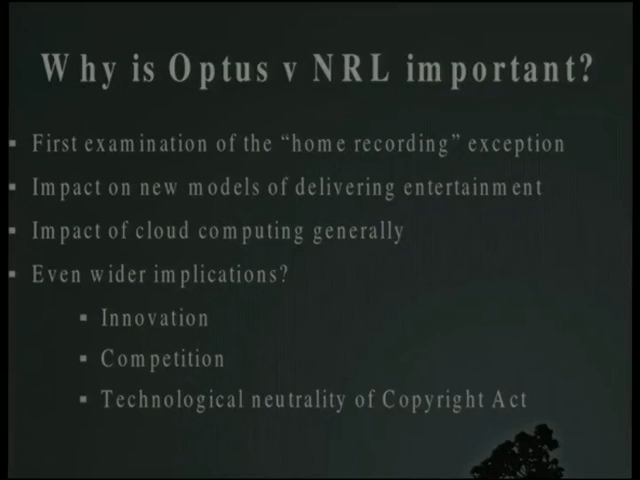 Why is Optus v NRL important?
▪ First examination of the “home recording” exception
▪ Impact on new models of delivering entertainment
▪ Impact of cloud computing generally
▪ Even wider implications?
▪ Innovation
▪ Competition
▪ Technological neutrality of Copyright Act